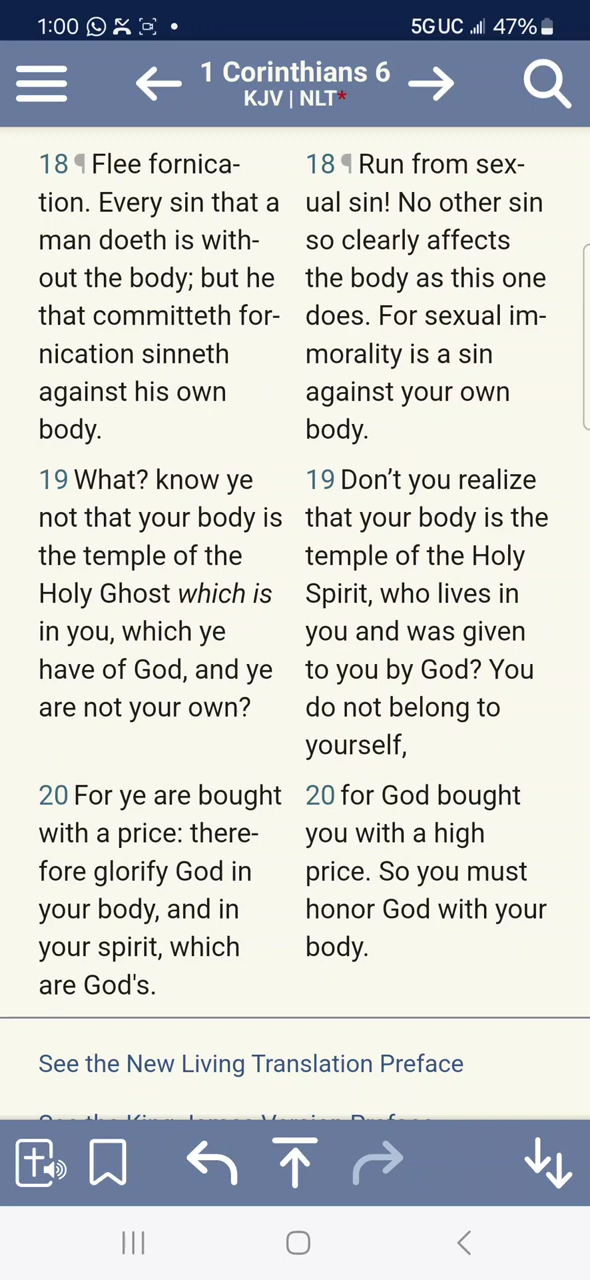 1:00 5G UC 47%
1 Corinthians 6
KJV | NLT*
18 ¶ Flee fornica-
tion. Every sin that a
man doeth is with-
out the body; but he
that committeth for-
nication sinneth
against his own
body.
18 ¶ Run from sex-
ual sin! No other sin
so clearly affects
the body as this one
does. For sexual im-
morality is a sin
against your own
body.
19 What? know ye
not that your body is
the temple of the
Holy Ghost which is
in you, which ye
have of God, and ye
are not your own?
19 Don’t you realize
that your body is the
temple of the Holy
Spirit, who lives in
you and was given
to you by God? You
do not belong to
yourself,
20 For ye are bought
with a price: there-
fore glorify God in
your body, and in
your spirit, which
are God's.
20 for God bought
you with a high
price. So you must
honor God with your
body.
See the New Living Translation Preface
See the King James Version Preface